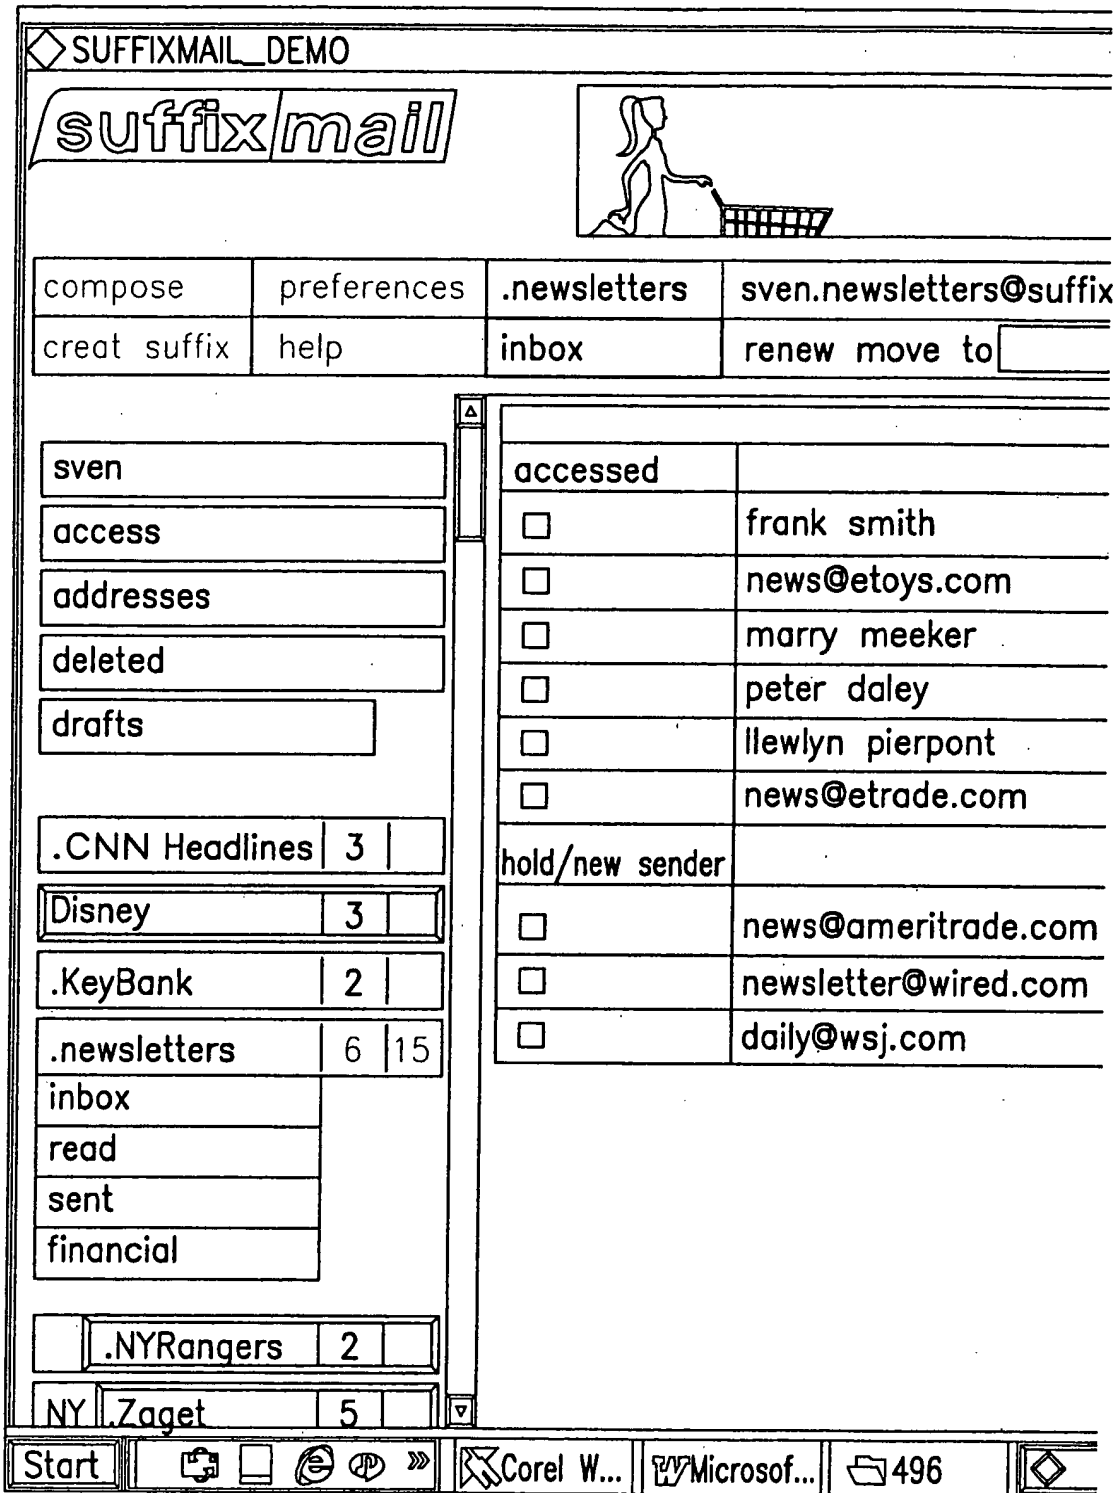 SUFFIXMAIL_DEMO
suffix mail
compose preferences .newsletters sven.newsletters@suffix
creat suffix help inbox renew move to
sven
access
addresses
deleted
drafts
.CNN Headlines 3
Disney 3
.KeyBank 2
.newsletters 6 15
inbox
read
sent
financial
.NYRangers 2
NY .Zaget 5
accessed
frank smith
news@etoys.com
marry meeker
peter daley
llewlyn pierpont
news@etrade.com
hold/new sender
news@ameritrade.com
newsletter@wired.com
daily@wsj.com
Start » Corel W... W Microsof... 496